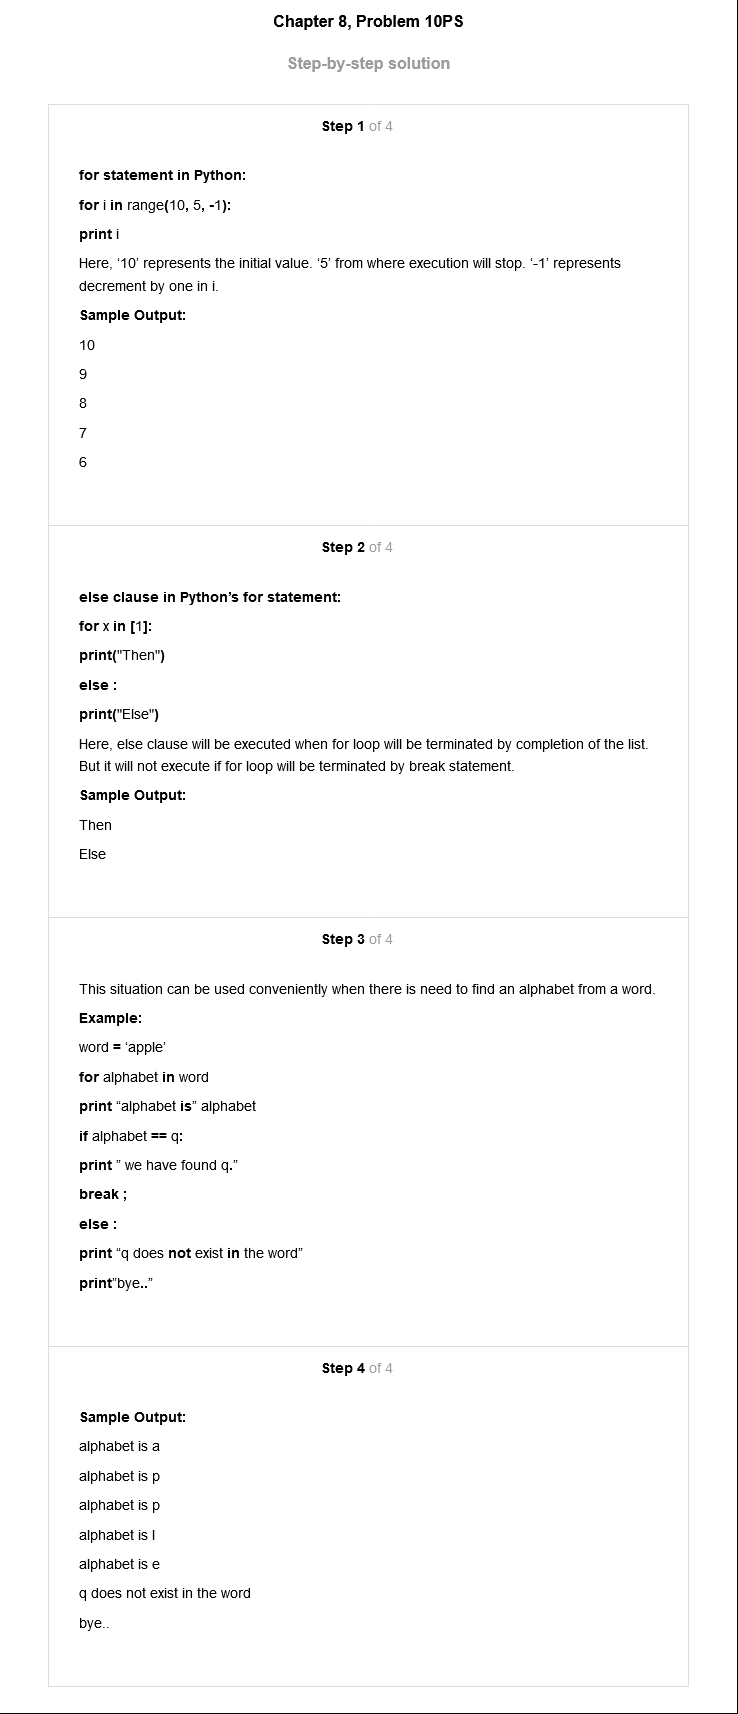 Chapter 8, Problem 10PS
Step-by-step solution
Step 1 of 4
for statement in Python:
for i in range(10, 5, -1):
print i
Here, ‘10’ represents the initial value. ‘5’ from where execution will stop. ‘-1’ represents
decrement by one in i.
Sample Output:
10
9
8
7
6
Step 2 of 4
else clause in Python’s for statement:
for x in [1]:
print("Then")
else :
print("Else")
Here, else clause will be executed when for loop will be terminated by completion of the list.
But it will not execute if for loop will be terminated by break statement.
Sample Output:
Then
Else
Step 3 of 4
This situation can be used conveniently when there is need to find an alphabet from a word.
Example:
word = ‘apple’
for alphabet in word
print “alphabet is” alphabet
if alphabet == q:
print ” we have found q.”
break ;
else :
print “q does not exist in the word”
print”bye..”
Step 4 of 4
Sample Output:
alphabet is a
alphabet is p
alphabet is p
alphabet is l
alphabet is e
q does not exist in the word
bye..